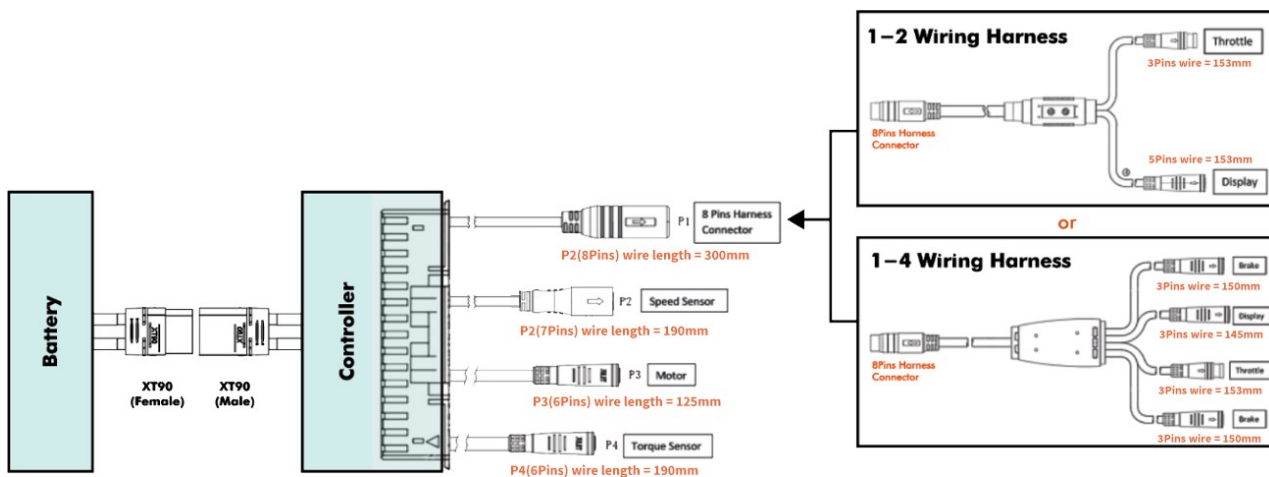 Battery
XT90
(Female)
XT90
(Male)
Controller
P1
8 Pins Harness
Connector
P2(8Pins) wire length = 300mm
P2
Speed Sensor
P2(7Pins) wire length = 190mm
P3
Motor
P3(6Pins) wire length = 125mm
P4
Torque Sensor
P4(6Pins) wire length = 190mm
1-2 Wiring Harness
Throttle
3Pins wire = 153mm
8Pins Harness
Connector
5Pins wire = 153mm
Display
or
1-4 Wiring Harness
Brake
3Pins wire = 150mm
Display
3Pins wire = 145mm
8Pins Harness
Connector
Throttle
3Pins wire = 153mm
Brake
3Pins wire = 150mm